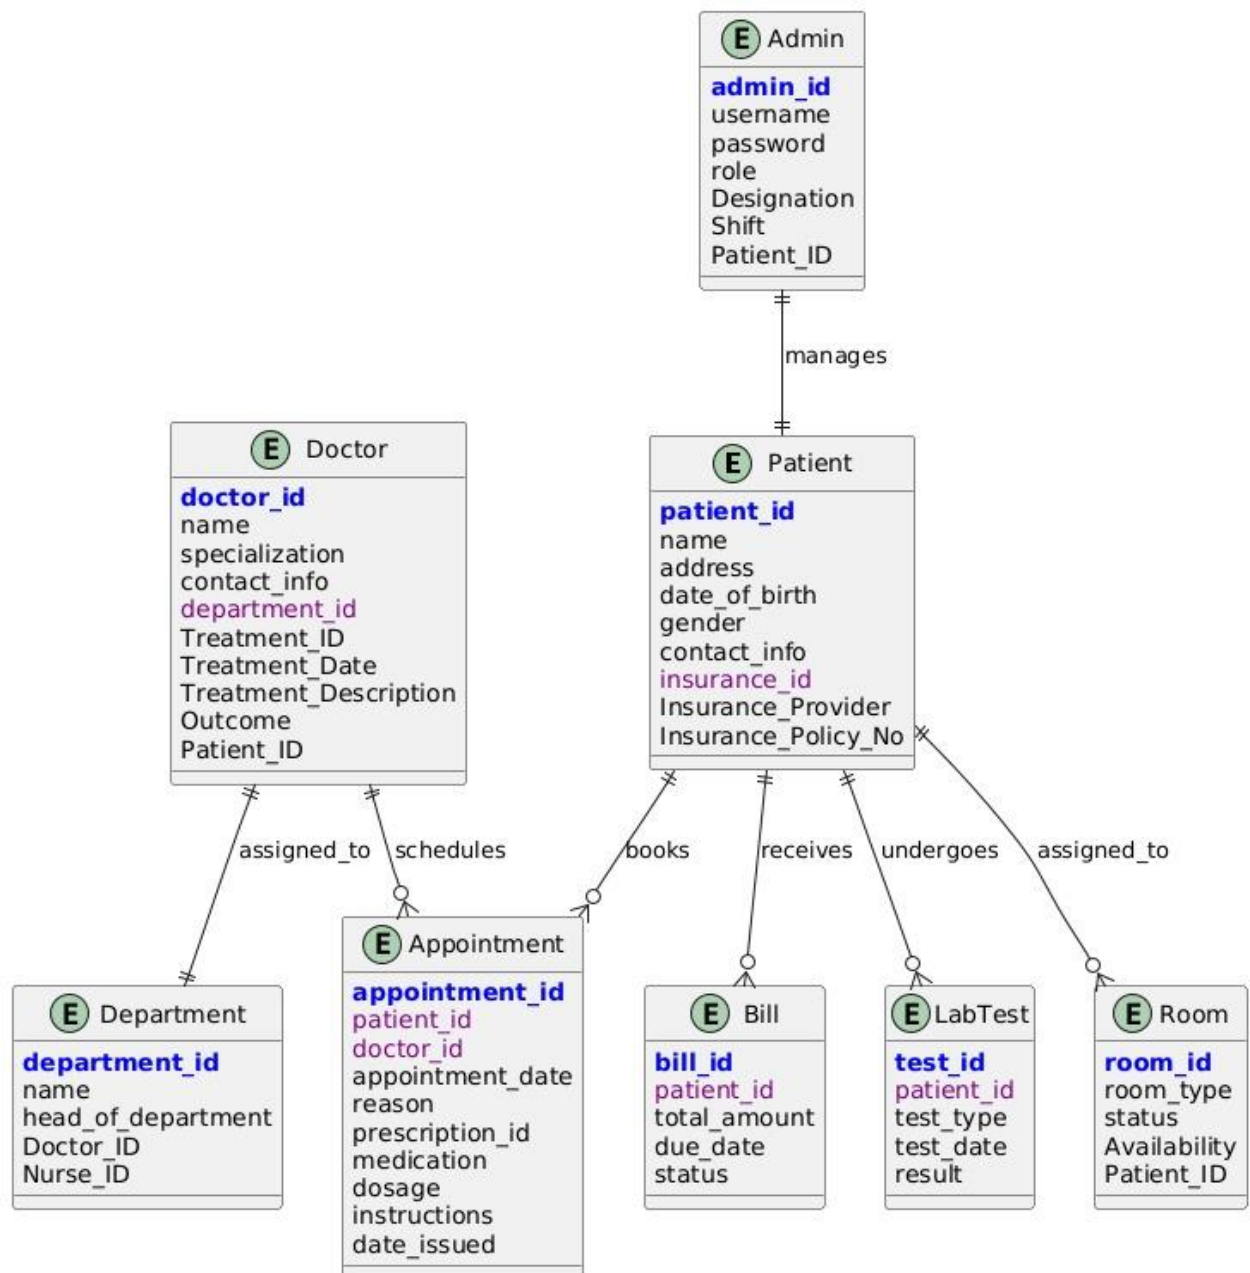 E Admin
admin_id
username
password
role
Designation
Shift
Patient_ID
manages
E Doctor
doctor_id
name
specialization
contact_info
department_id
Treatment_ID
Treatment_Date
Treatment_Description
Outcome
Patient_ID
E Patient
patient_id
name
address
date_of_birth
gender
contact_info
insurance_id
Insurance_Provider
Insurance_Policy_No
assigned_to
schedules
books
receives
undergoes
assigned_to
E Department
department_id
name
head_of_department
Doctor_ID
Nurse_ID
E Appointment
appointment_id
patient_id
doctor_id
appointment_date
reason
prescription_id
medication
dosage
instructions
date_issued
E Bill
bill_id
patient_id
total_amount
due_date
status
E LabTest
test_id
patient_id
test_type
test_date
result
E Room
room_id
room_type
status
Availability
Patient_ID